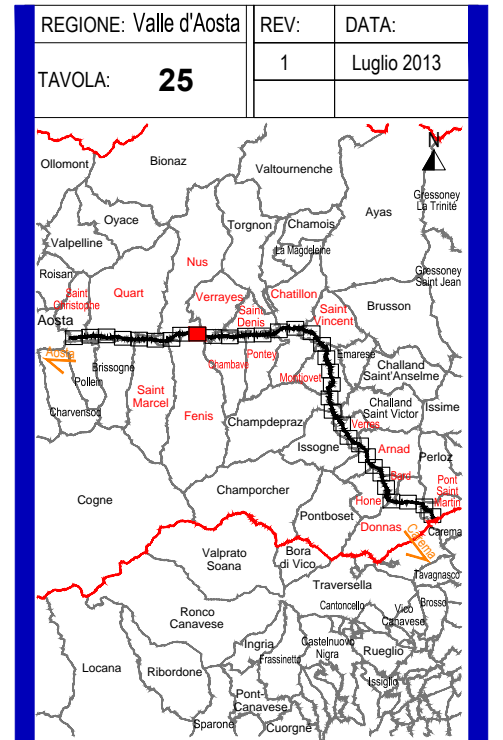 REGIONE: Valle d'Aosta
REV:
DATA:
TAVOLA: 25
1
Luglio 2013
N
Ollomont
Bionaz
Valtournenche
Gressoney
La Trinité
Ayas
Oyace
Torgnon
Chamois
Valpelline
La Magdeleine
Nus
Roisan
Gressoney
Saint Jean
Saint
Christophe
Quart
Verrayes
Chatillon
Saint
Denis
Saint
Vincent
Brusson
Aosta
Aosta
Brissogne
Pollein
Chambave
Pontey
Emarese
Challand
Saint'Anselme
Charvensod
Saint
Marcel
Fenis
Montjovet
Challand
Saint Victor
Issime
Champdepraz
Verres
Issogne
Arnad
Perloz
Bard
Pont
Saint
Martin
Cogne
Champorcher
Hone
Pontboset
Donnas
Carema
Carema
Valprato
Soana
Bora
di Vico
Traversella
Tavagnasco
Ronco
Canavese
Cantoncello
Vico
Canavese
Brosso
Ingria
Castelnuovo
Nigra
Rueglio
Frassinetto
Locana
Ribordone
Issiglio
Pont-
Canavese
Sparone
Cuorgne